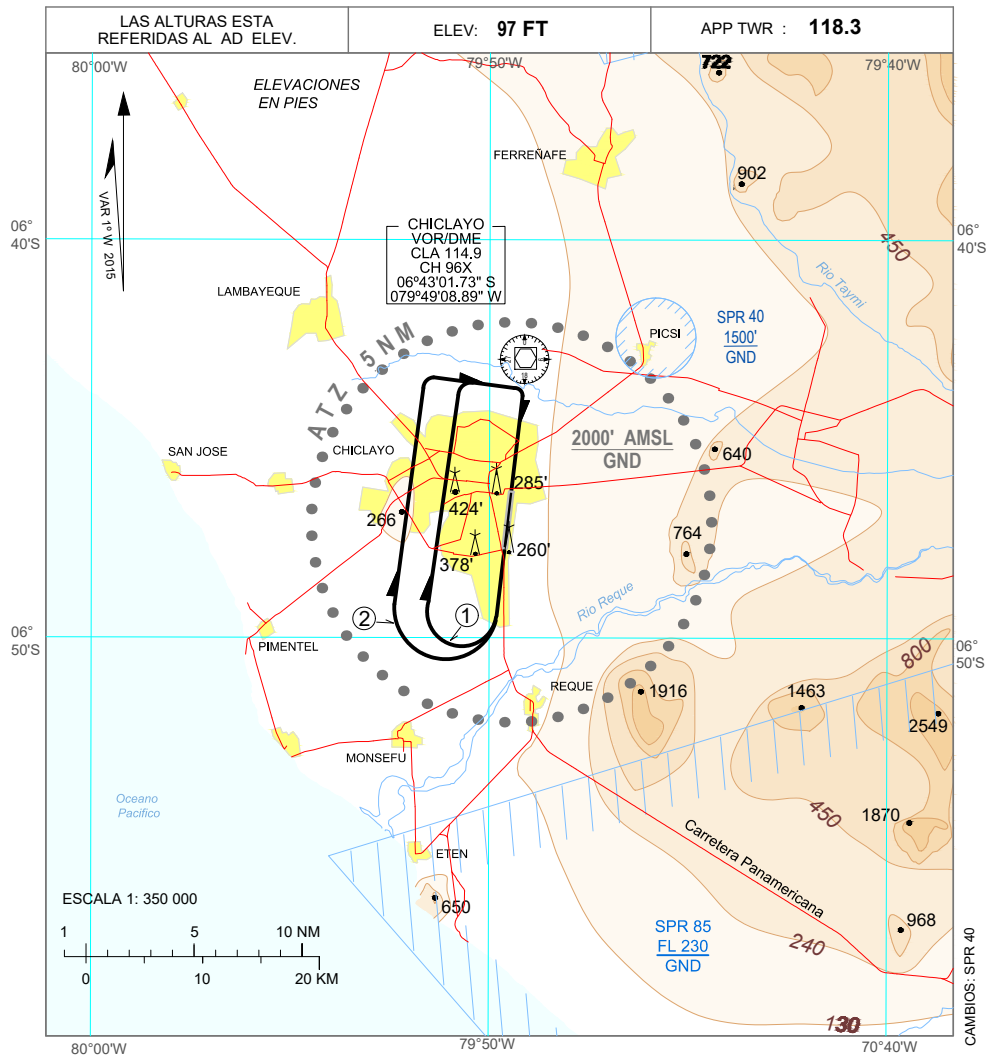 LAS ALTURAS ESTA
REFERIDAS AL AD ELEV.
ELEV: 97 FT
APP TWR : 118.3
80°00'W
79°50'W
79°40'W
722
ELEVACIONES
EN PIES
VAR 1° W 2015
FERREÑAFE
902
06°
40'S
06°
40'S
450
CHICLAYO
VOR/DME
CLA 114.9
CH 96X
06°43'01.73" S
079°49'08.89" W
Rio Taymi
LAMBAYEQUE
SPR 40
1500'
GND
PICSI
ATZ 5 NM
0
18
2000' AMSL
GND
SAN JOSE
CHICLAYO
640
285'
424'
266
764
260'
378'
Rio Reque
2
1
06°
50'S
PIMENTEL
800
06°
50'S
REQUE
1916
1463
2549
MONSEFU
Oceano
Pacifico
450
1870
Carretera Panamericana
ETEN
ESCALA 1: 350 000
650
1
5
10 NM
0
10
20 KM
SPR 85
FL 230
GND
968
240
130
CAMBIOS: SPR 40
80°00'W
79°50'W
70°40'W